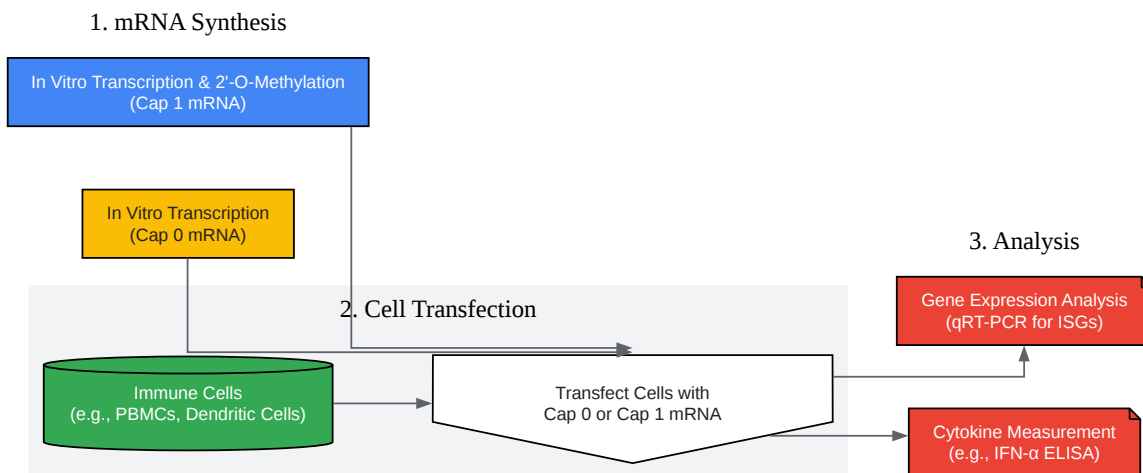 1. mRNA Synthesis
In Vitro Transcription & 2'-O-Methylation
(Cap 1 mRNA)
In Vitro Transcription
(Cap 0 mRNA)
2. Cell Transfection
Immune Cells
(e.g., PBMCs, Dendritic Cells)
Transfect Cells with
Cap 0 or Cap 1 mRNA
3. Analysis
Gene Expression Analysis
(qRT-PCR for ISGs)
Cytokine Measurement
(e.g., IFN-α ELISA)